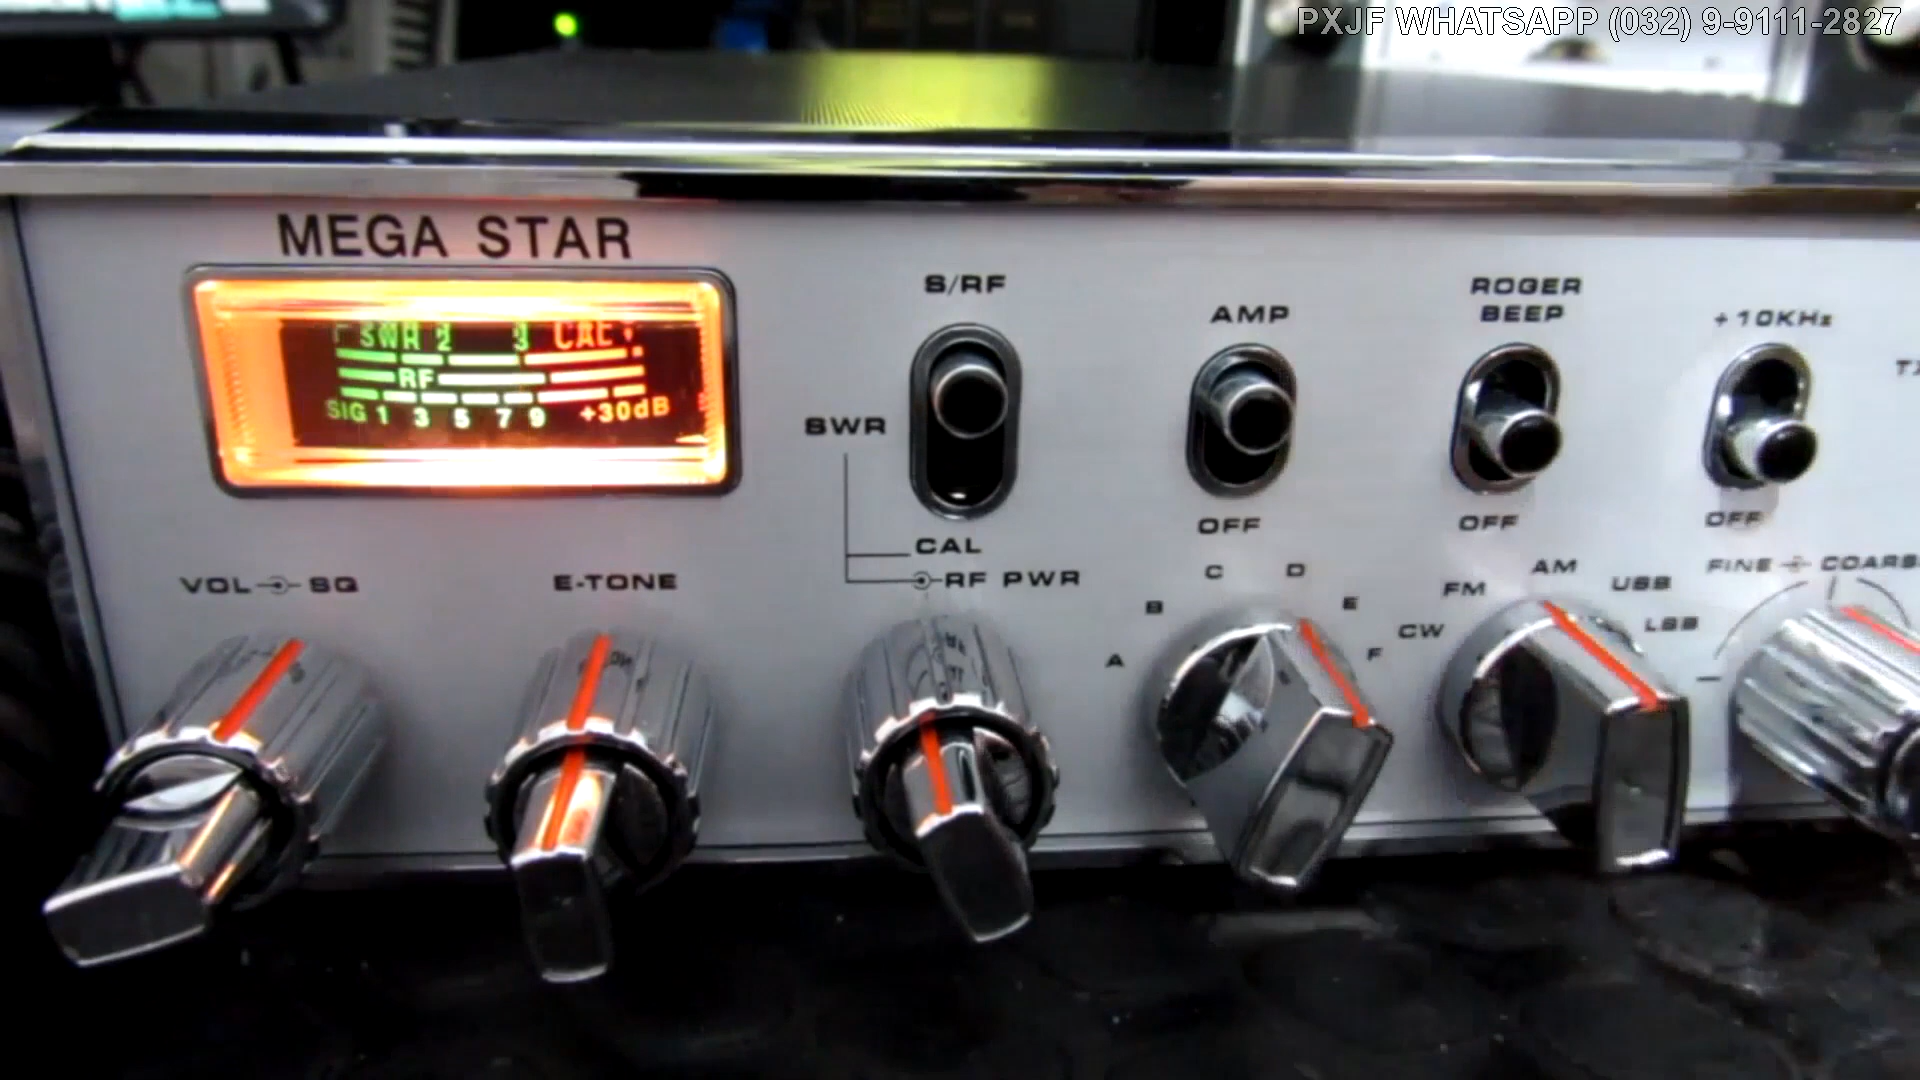 PXJF WHATSAPP (032) 9-9111-2827
MEGA STAR
SWR 2 3 CAL
RF
SIG 1 3 5 7 9 +30dB
S/RF
SWR
CAL
RF PWR
AMP
OFF
ROGER
BEEP
OFF
+10KHz
OFF
VOL SQ
E-TONE
A B C D E F
CW FM AM USB LSB
FINE COARS